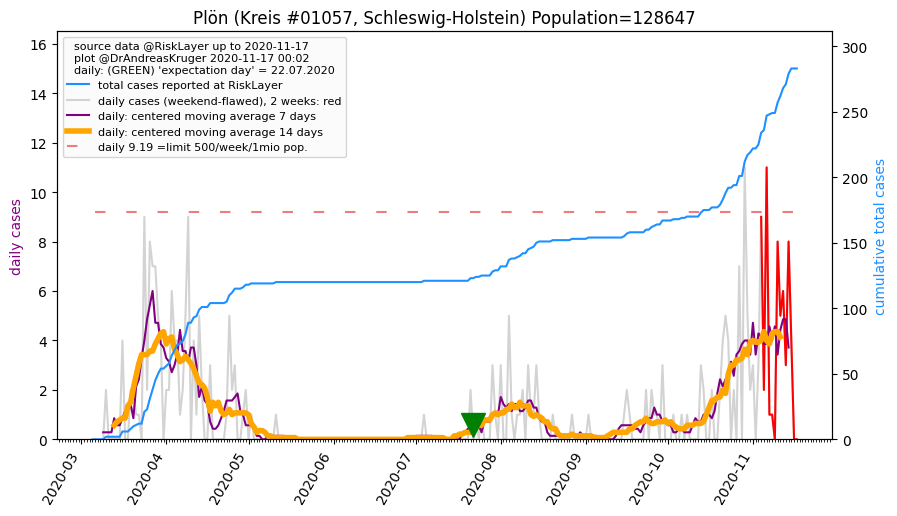 Plön (Kreis #01057, Schleswig-Holstein) Population=128647
source data @RiskLayer up to 2020-11-17
plot @DrAndreasKruger 2020-11-17 00:02
daily: (GREEN) 'expectation day' = 22.07.2020
total cases reported at RiskLayer
daily cases (weekend-flawed), 2 weeks: red
daily: centered moving average 7 days
daily: centered moving average 14 days
daily 9.19 =limit 500/week/1mio pop.
daily cases
16
14
12
10
8
6
4
2
0
cumulative total cases
300
250
200
150
100
50
0
2020-03
2020-04
2020-05
2020-06
2020-07
2020-08
2020-09
2020-10
2020-11